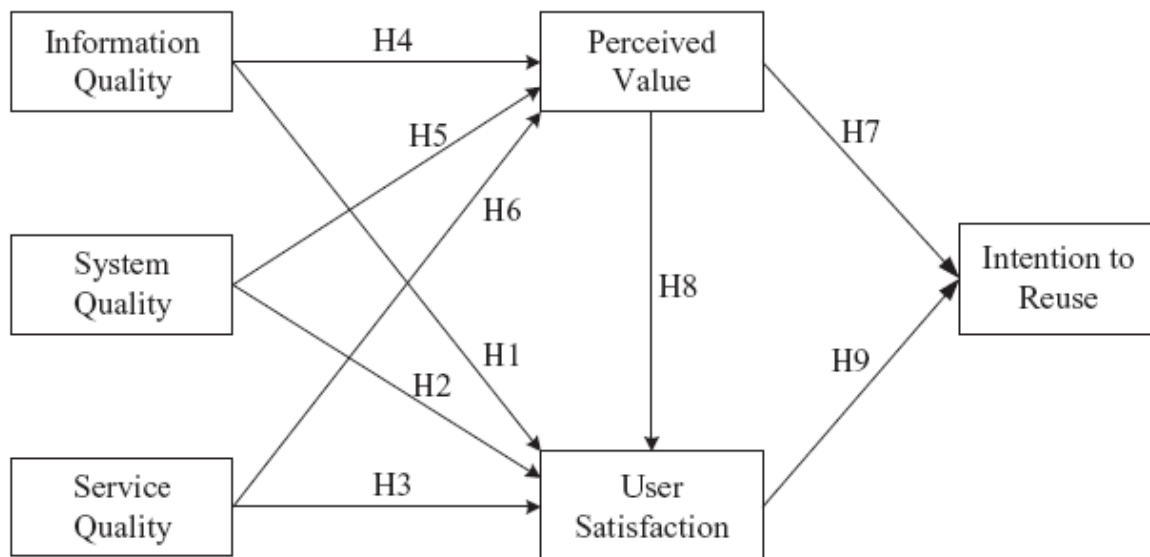 Information
Quality
H4
Perceived
Value
H5
H7
H6
System
Quality
H8
Intention to
Reuse
H1
H2
H9
Service
Quality
H3
User
Satisfaction